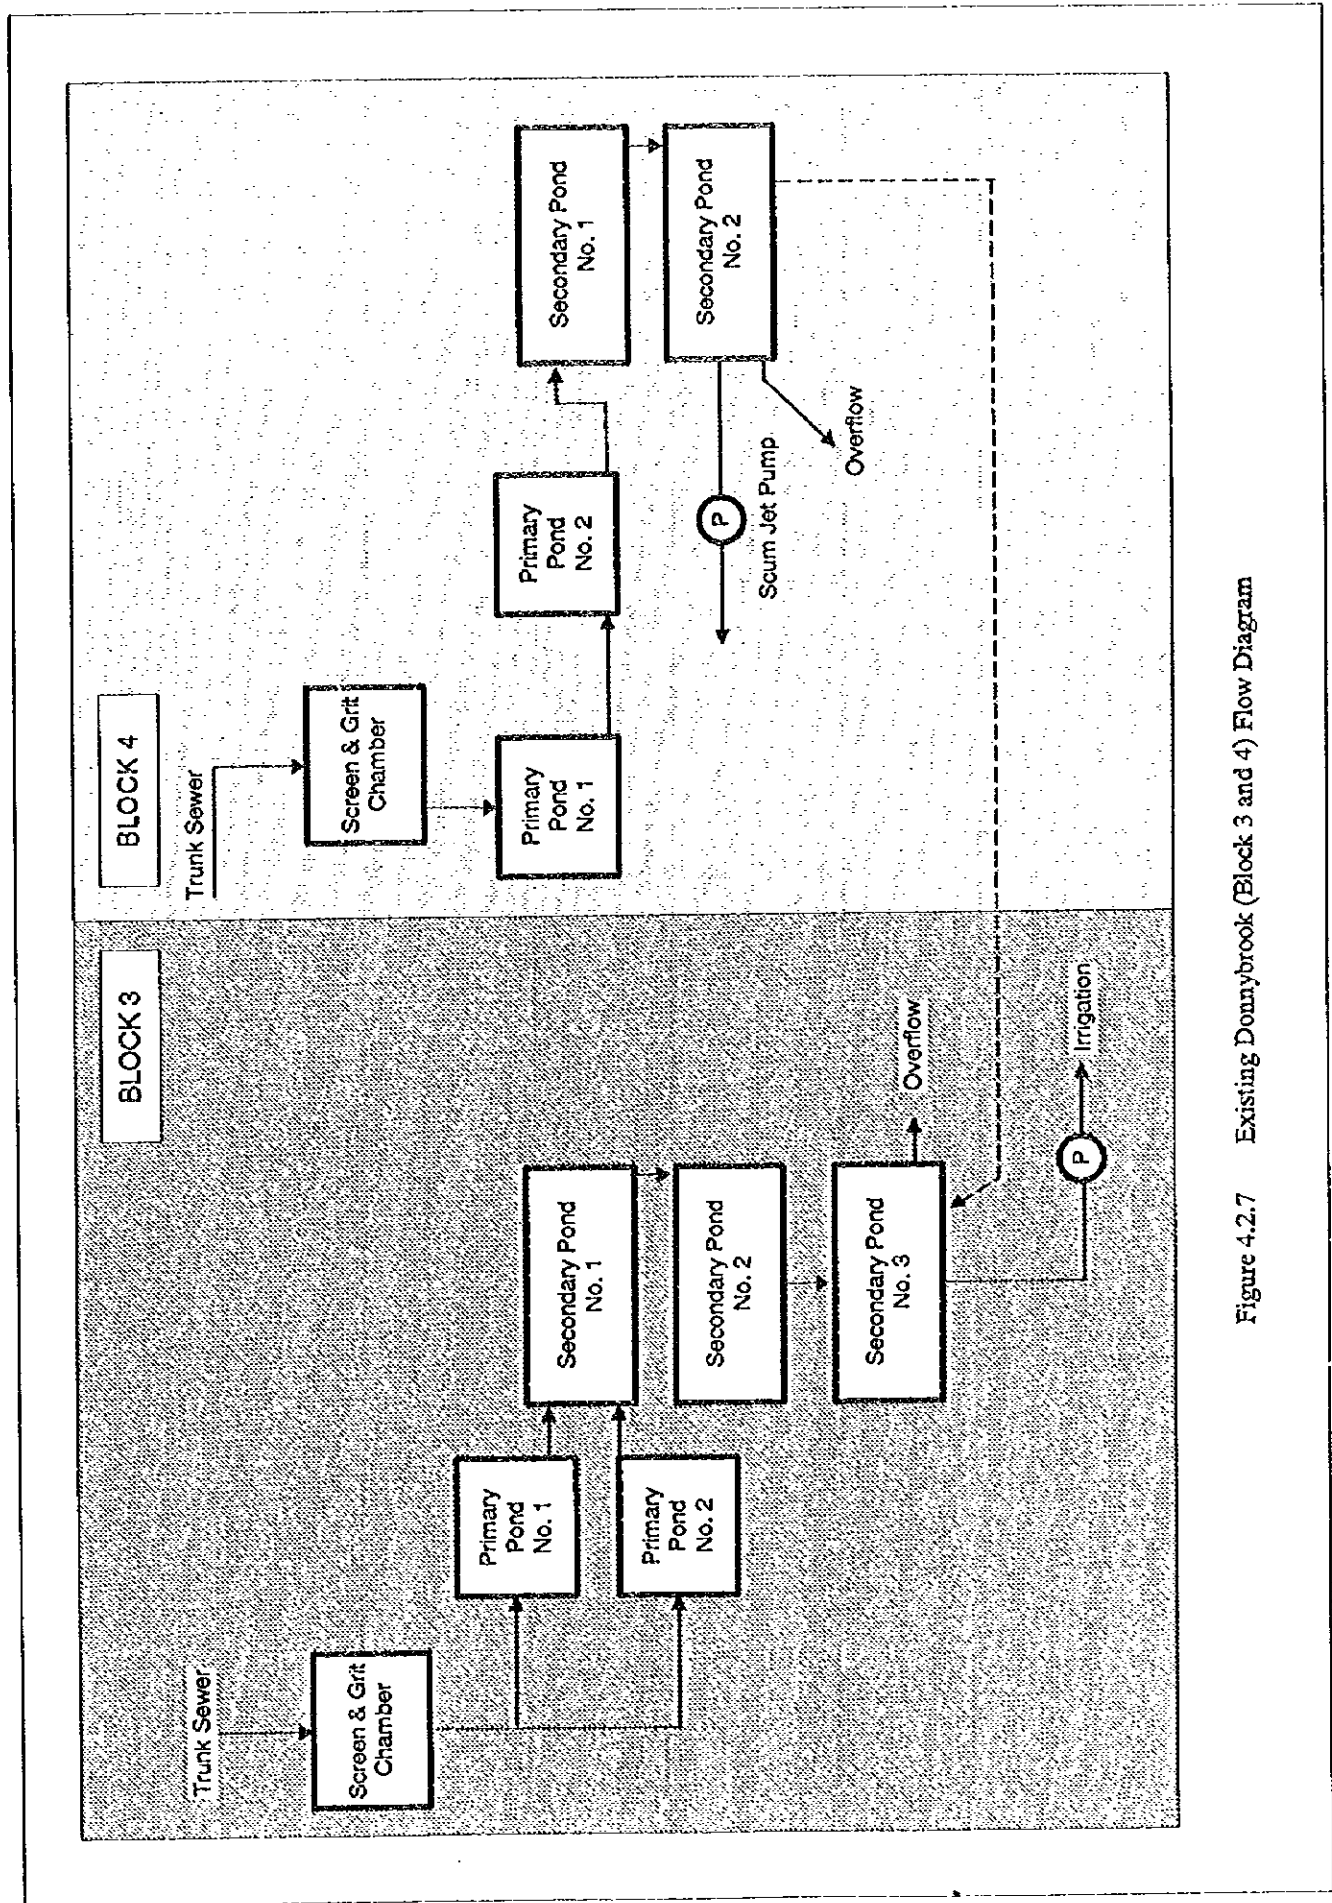 BLOCK 3
Trunk Sewer
Screen & Grit
Chamber
Primary
Pond
No. 1
Primary
Pond
No. 2
Secondary Pond
No. 1
Secondary Pond
No. 2
Secondary Pond
No. 3
Overflow
P
Irrigation
BLOCK 4
Trunk Sewer
Screen & Grit
Chamber
Primary
Pond
No. 1
Primary
Pond
No. 2
Secondary Pond
No. 1
Secondary Pond
No. 2
P
Scum Jet Pump
Overflow
Figure 4.2.7 Existing Donnybrook (Block 3 and 4) Flow Diagram